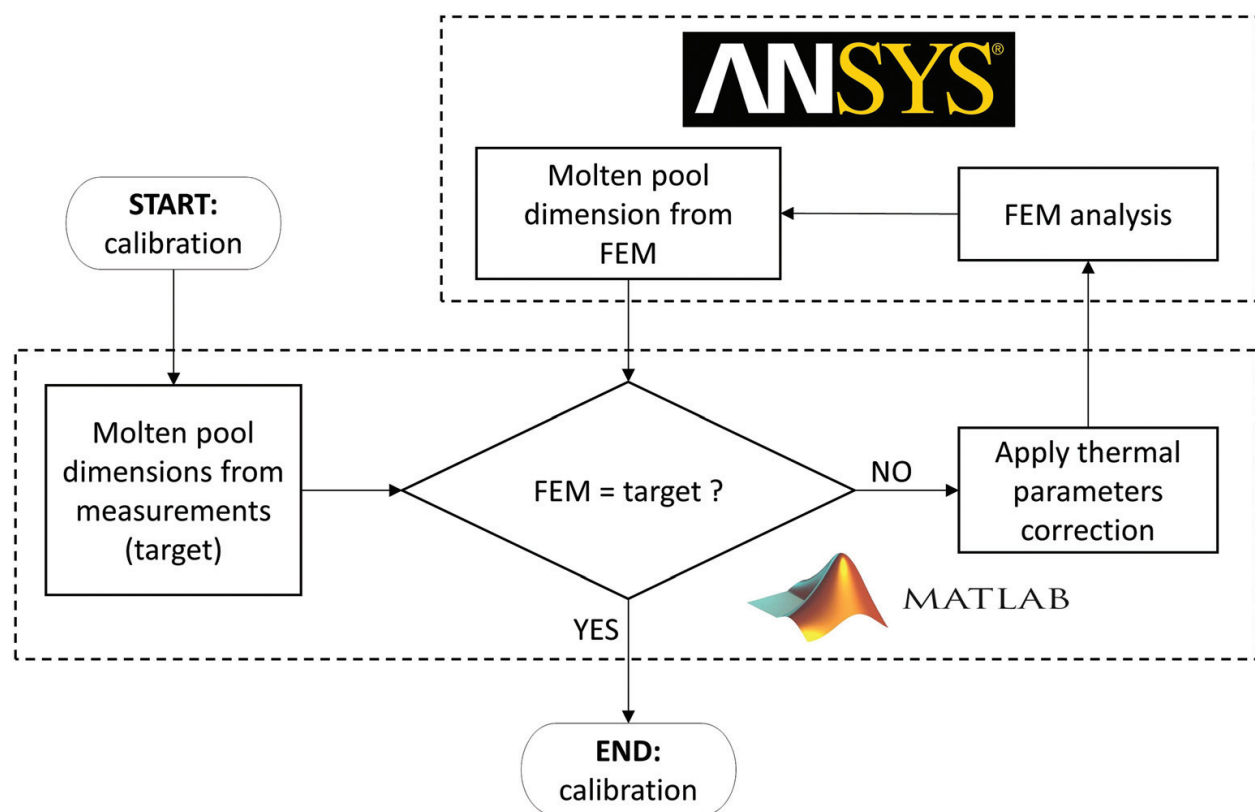 ANSYS®
START:
calibration
Molten pool
dimension from
FEM
FEM analysis
Molten pool
dimensions from
measurements
(target)
FEM = target ?
NO
Apply thermal
parameters
correction
YES
MATLAB
END:
calibration